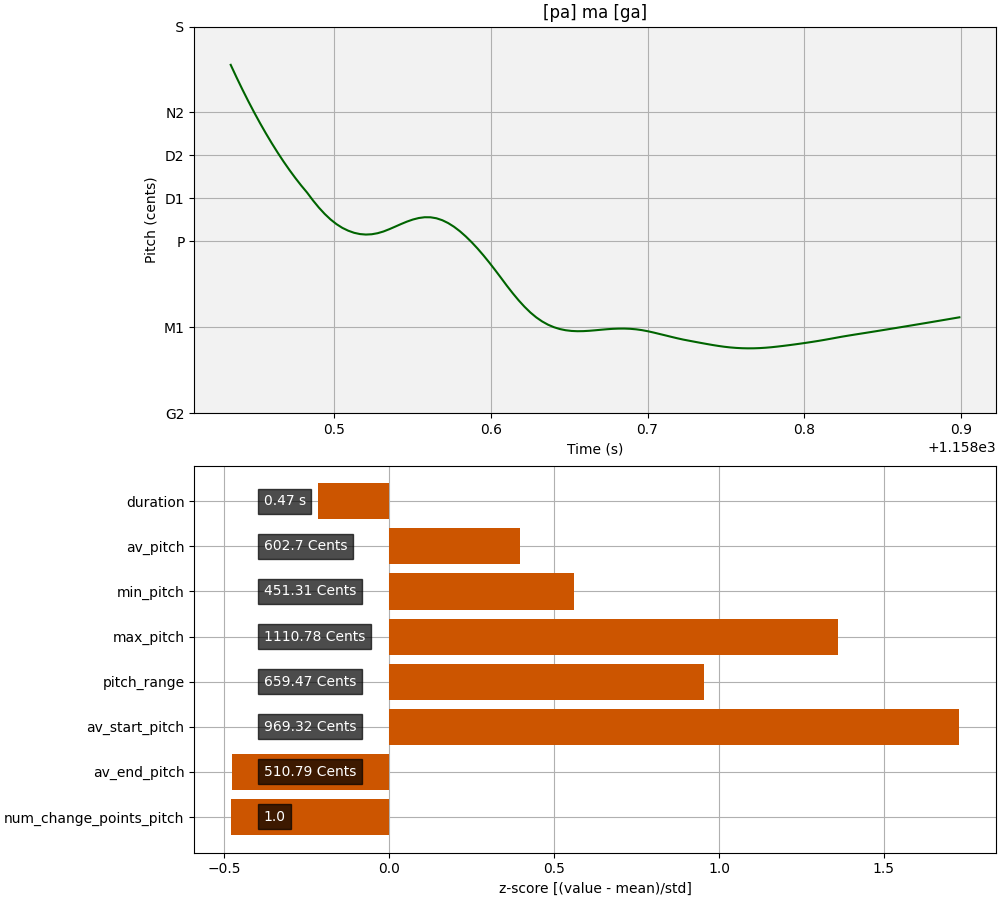 [pa] ma [ga]
S
N2
D2
D1
P
M1
G2
Pitch (cents)
0.5
0.6
0.7
0.8
0.9
Time (s)
+1.158e3
duration
0.47 s
av_pitch
602.7 Cents
min_pitch
451.31 Cents
max_pitch
1110.78 Cents
pitch_range
659.47 Cents
av_start_pitch
969.32 Cents
av_end_pitch
510.79 Cents
num_change_points_pitch
1.0
−0.5
0.0
0.5
1.0
1.5
z-score [(value - mean)/std]